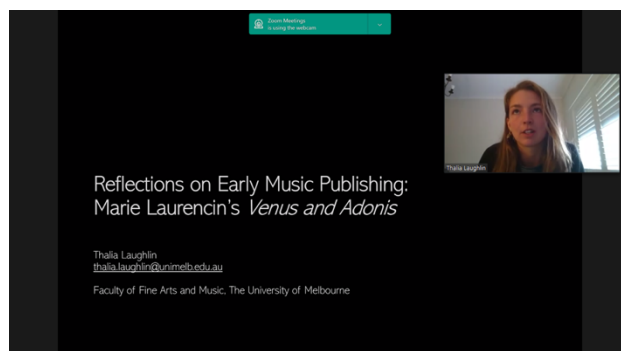 Zoom Meetings
is using the webcam
Thalia Laughlin
Reflections on Early Music Publishing:
Marie Laurencin's Venus and Adonis
Thalia Laughlin
thalia.laughlin@unimelb.edu.au
Faculty of Fine Arts and Music, The University of Melbourne